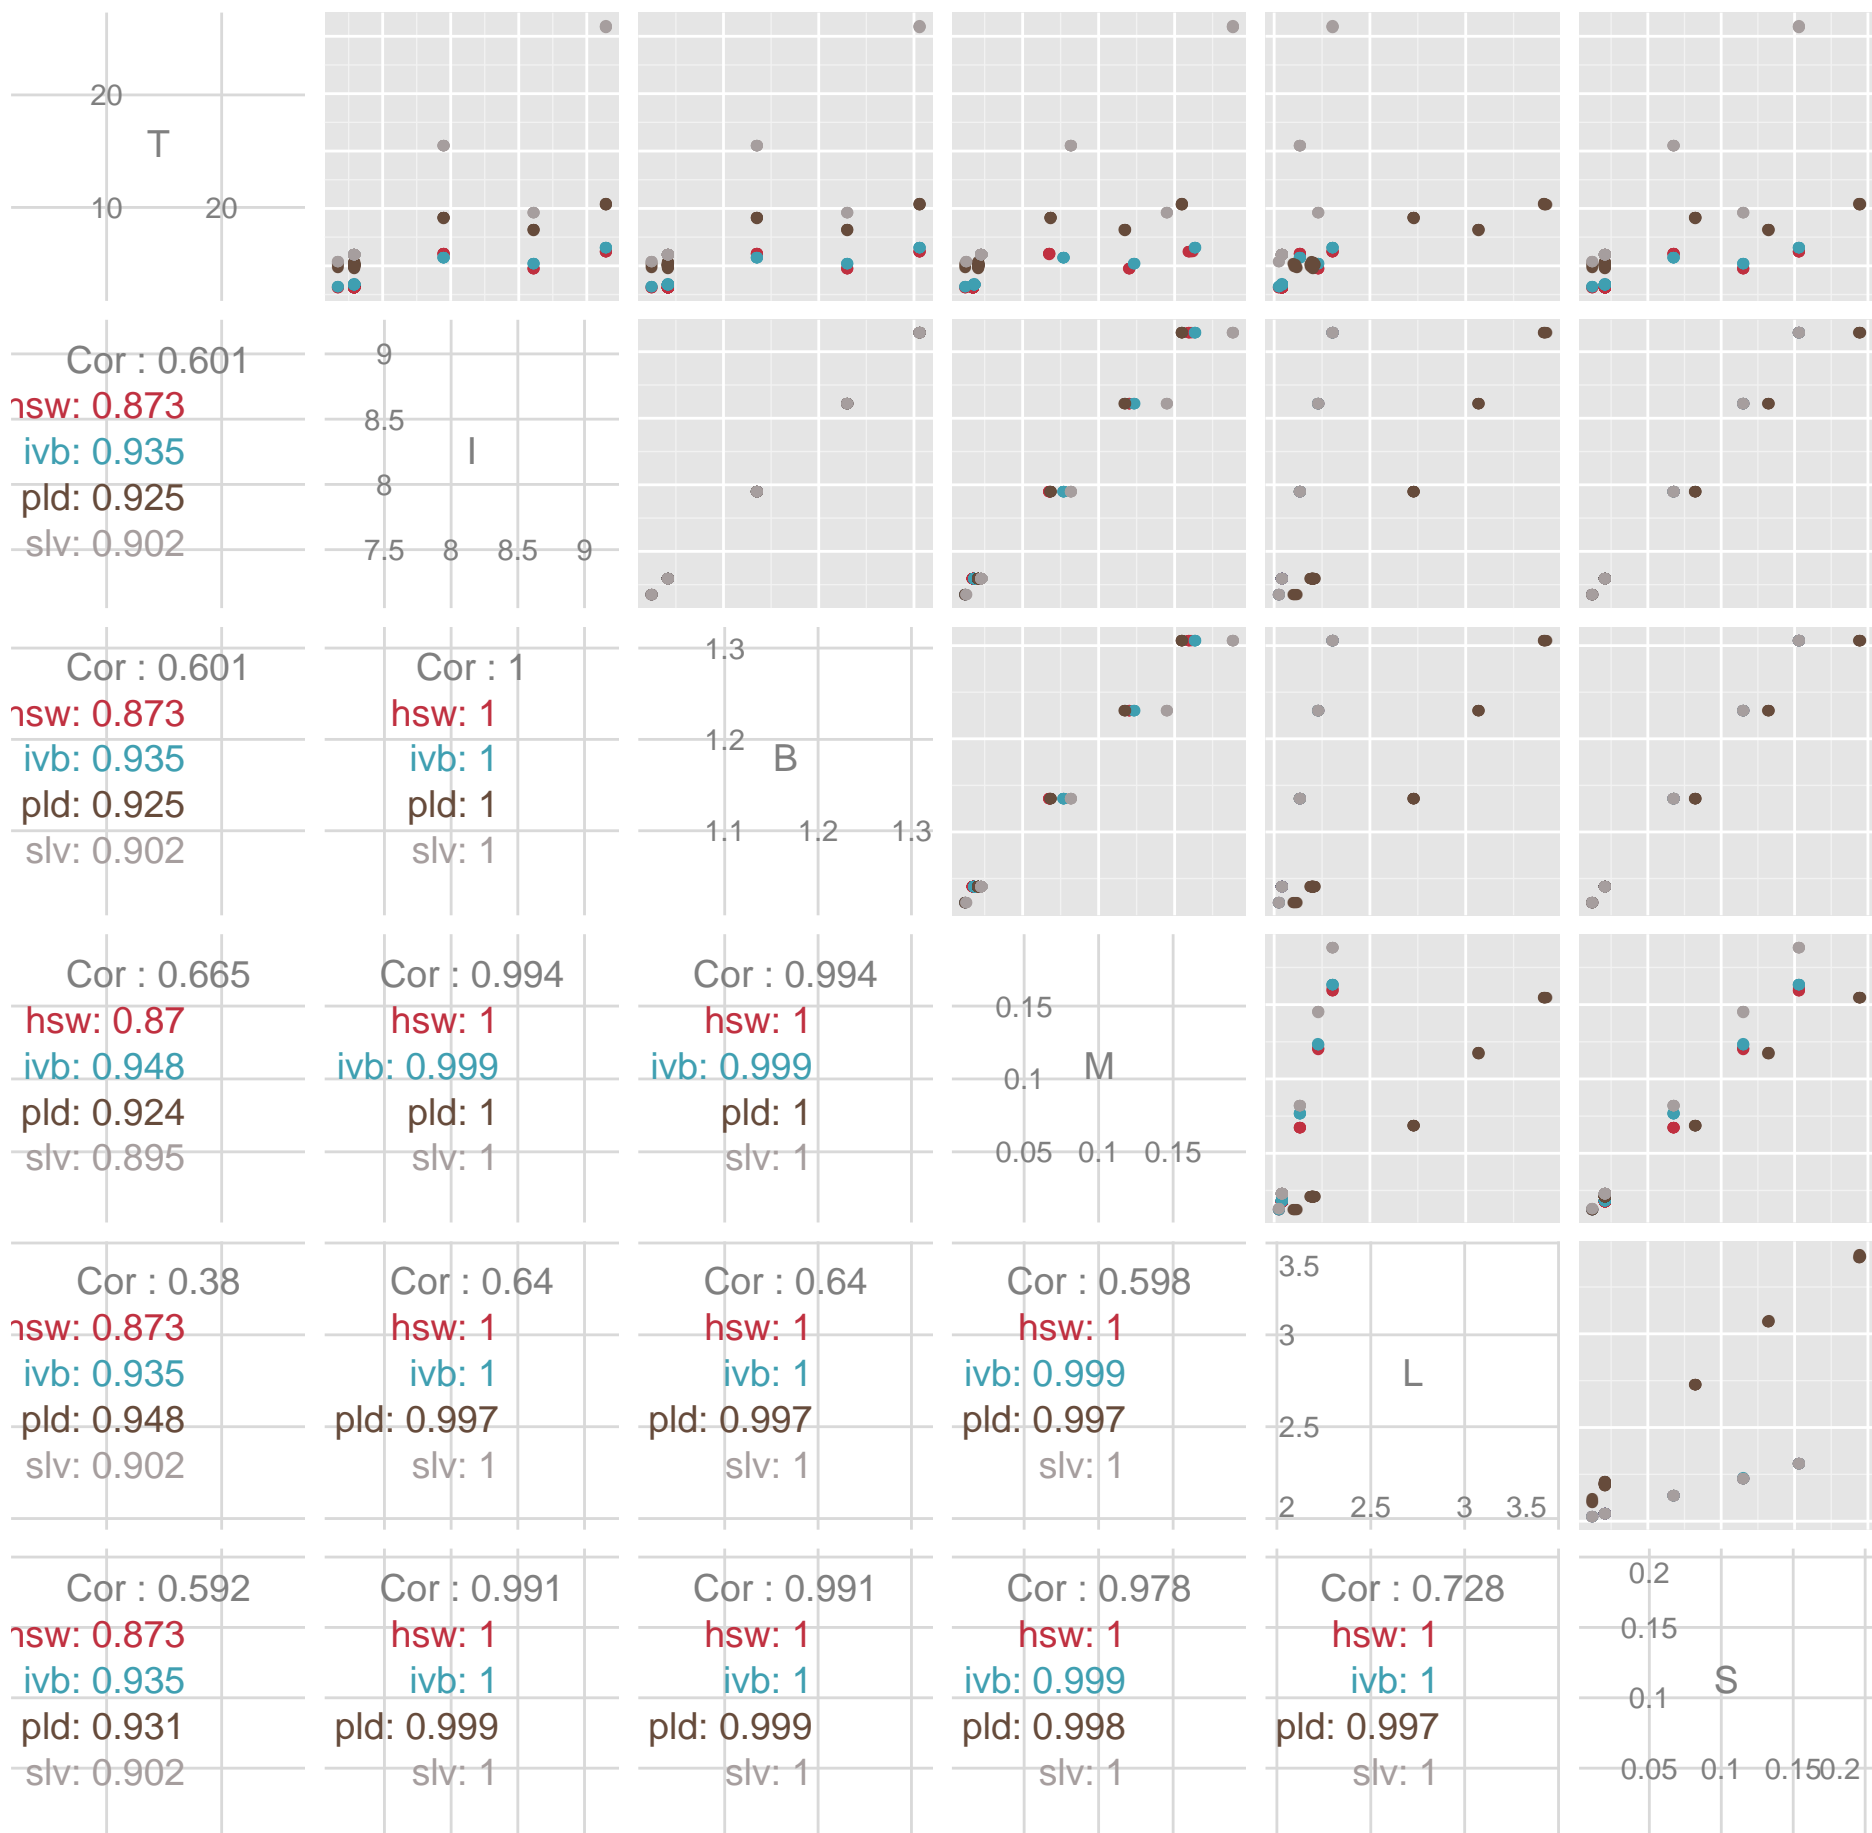 20
T
10 20
Cor : 0.601
hsw: 0.873
ivb: 0.935
pld: 0.925
slv: 0.902
9
8.5
I
8
7.5 8 8.5 9
Cor : 0.601
hsw: 0.873
ivb: 0.935
pld: 0.925
slv: 0.902
Cor : 1
hsw: 1
ivb: 1
pld: 1
slv: 1
1.3
1.2
B
1.1 1.2 1.3
Cor : 0.665
hsw: 0.87
ivb: 0.948
pld: 0.924
slv: 0.895
Cor : 0.994
hsw: 1
ivb: 0.999
pld: 1
slv: 1
Cor : 0.994
hsw: 1
ivb: 0.999
pld: 1
slv: 1
0.15
M
0.1
0.05 0.1 0.15
Cor : 0.38
hsw: 0.873
ivb: 0.935
pld: 0.948
slv: 0.902
Cor : 0.64
hsw: 1
ivb: 1
pld: 0.997
slv: 1
Cor : 0.64
hsw: 1
ivb: 1
pld: 0.997
slv: 1
Cor : 0.598
hsw: 1
ivb: 0.999
pld: 0.997
slv: 1
3.5
3
L
2.5
2 2.5 3 3.5
Cor : 0.592
hsw: 0.873
ivb: 0.935
pld: 0.931
slv: 0.902
Cor : 0.991
hsw: 1
ivb: 1
pld: 0.999
slv: 1
Cor : 0.991
hsw: 1
ivb: 1
pld: 0.999
slv: 1
Cor : 0.978
hsw: 1
ivb: 0.999
pld: 0.998
slv: 1
Cor : 0.728
hsw: 1
ivb: 1
pld: 0.997
slv: 1
0.2
0.15
S
0.1
0.05 0.1 0.15 0.2